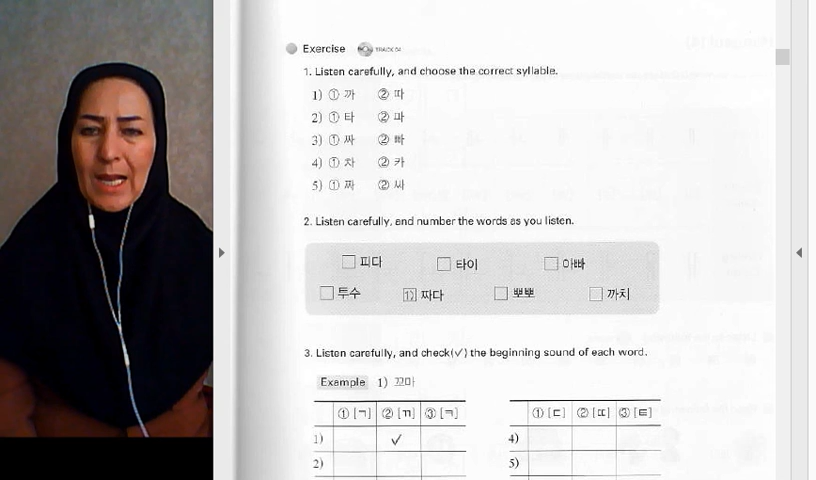 Exercise TRACK 04
1. Listen carefully, and choose the correct syllable.
1) ① 까 ② 따
2) ① 타 ② 파
3) ① 싸 ② 빠
4) ① 차 ② 카
5) ① 짜 ② 싸
2. Listen carefully, and number the words as you listen.
피다 타이 아빠
투수 1) 짜다 뽀뽀 까치
3. Listen carefully, and check(✓) the beginning sound of each word.
Example 1) 꼬마
① [ㄱ] ② [ㄲ] ③ [ㅋ] ① [ㄷ] ② [ㄸ] ③ [ㅌ]
1) ✓ 4)
2) 5)